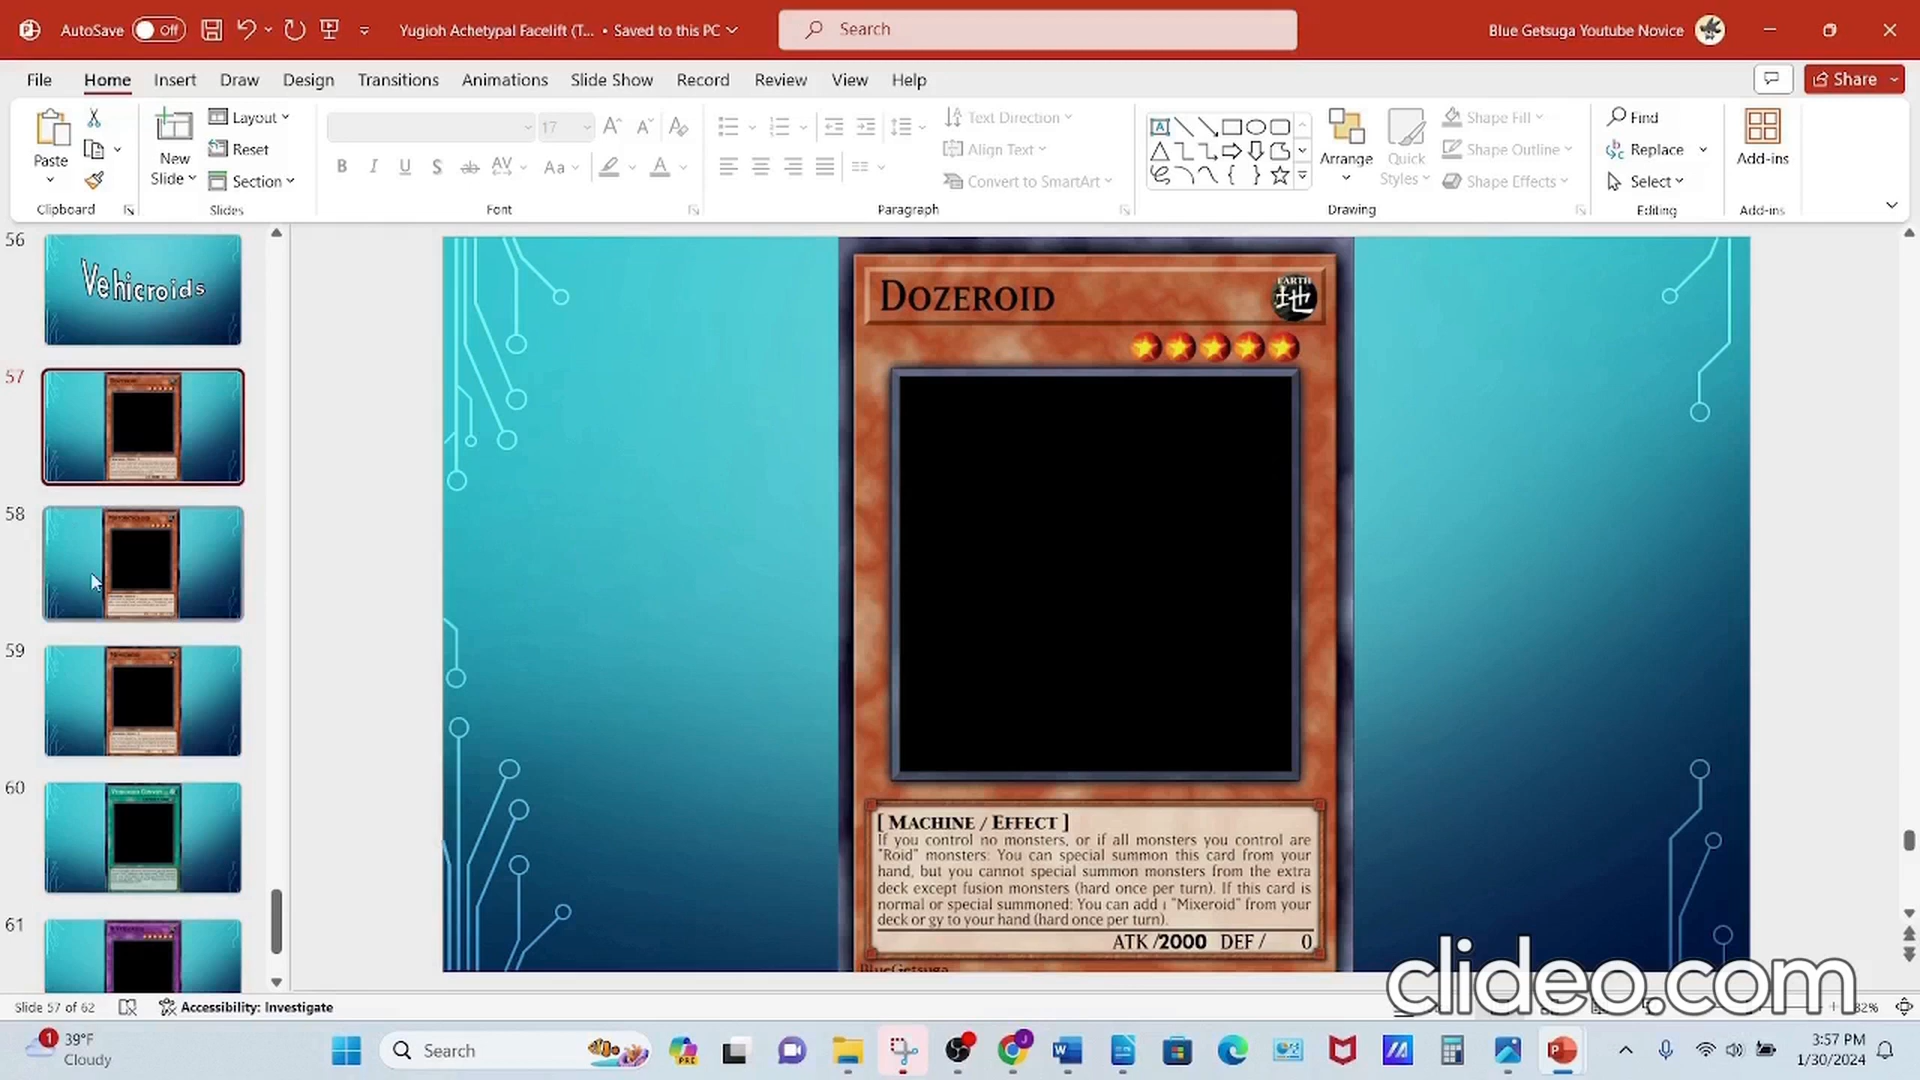 AutoSave Off
Yugioh Achetypal Facelift (T... • Saved to this PC
Search
Blue Getsuga Youtube Novice
File Home Insert Draw Design Transitions Animations Slide Show Record Review View Help
Share
Paste
New Slide
Layout
Reset
Section
17
Text Direction
Align Text
Convert to SmartArt
Arrange
Quick Styles
Shape Fill
Shape Outline
Shape Effects
Find
Replace
Select
Add-ins
Clipboard Slides Font Paragraph Drawing Editing Add-ins
56
Vehicroids
57
58
59
60
61
DOZEROID
EARTH
地
[ MACHINE / EFFECT ]
If you control no monsters, or if all monsters you control are
"Roid" monsters: You can special summon this card from your
hand, but you cannot special summon monsters from the extra
deck except fusion monsters (hard once per turn). If this card is
normal or special summoned: You can add 1 "Mixeroid" from your
deck or gy to your hand (hard once per turn).
ATK/2000 DEF/ 0
BlueGetsuga
clideo.com
Slide 57 of 62
Accessibility: Investigate
1
39°F
Cloudy
Search
3:57 PM
1/30/2024